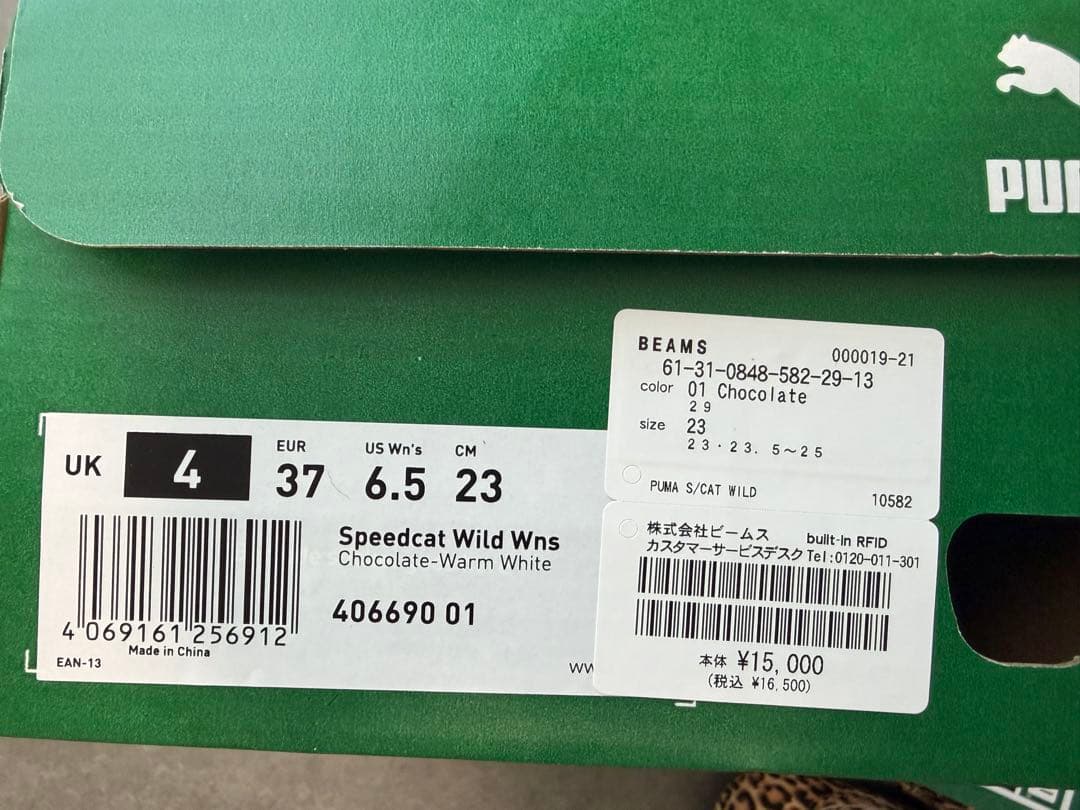 PUMA
BEAMS 000019-21
61-31-0848-582-29-13
color 01 Chocolate
29
size 23
23・23. 5～25
PUMA S/CAT WILD 10582
株式会社ビームス built-in RFID
カスタマーサービスデスク Tel:0120-011-301
本体 ¥15,000
(税込 ¥16,500)
UK 4 EUR 37 US Wn's 6.5 CM 23
Speedcat Wild Wns
Chocolate-Warm White
406690 01
4 069161 256912
Made in China
EAN-13